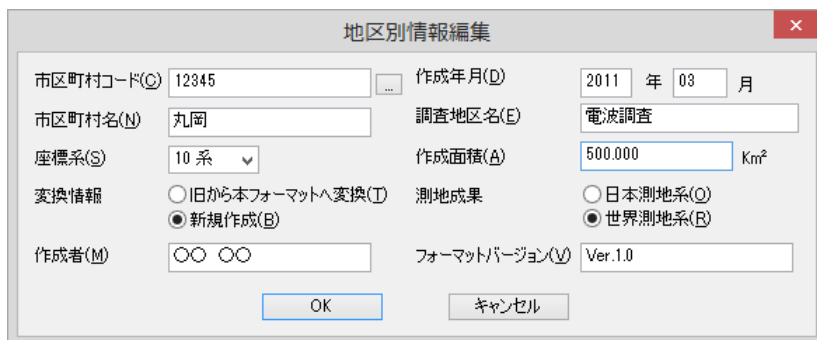 地区別情報編集
市区町村コード(C) 12345 ... 作成年月(D) 2011 年 03 月
市区町村名(N) 丸岡 調査地区名(E) 電波調査
座標系(S) 10 系 作成面積(A) 500.000 Km²
変換情報 旧から本フォーマットへ変換(T) 測地成果 日本測地系(O)
新規作成(B) 世界測地系(R)
作成者(M) 〇〇 〇〇 フォーマットバージョン(V) Ver.1.0
OK キャンセル